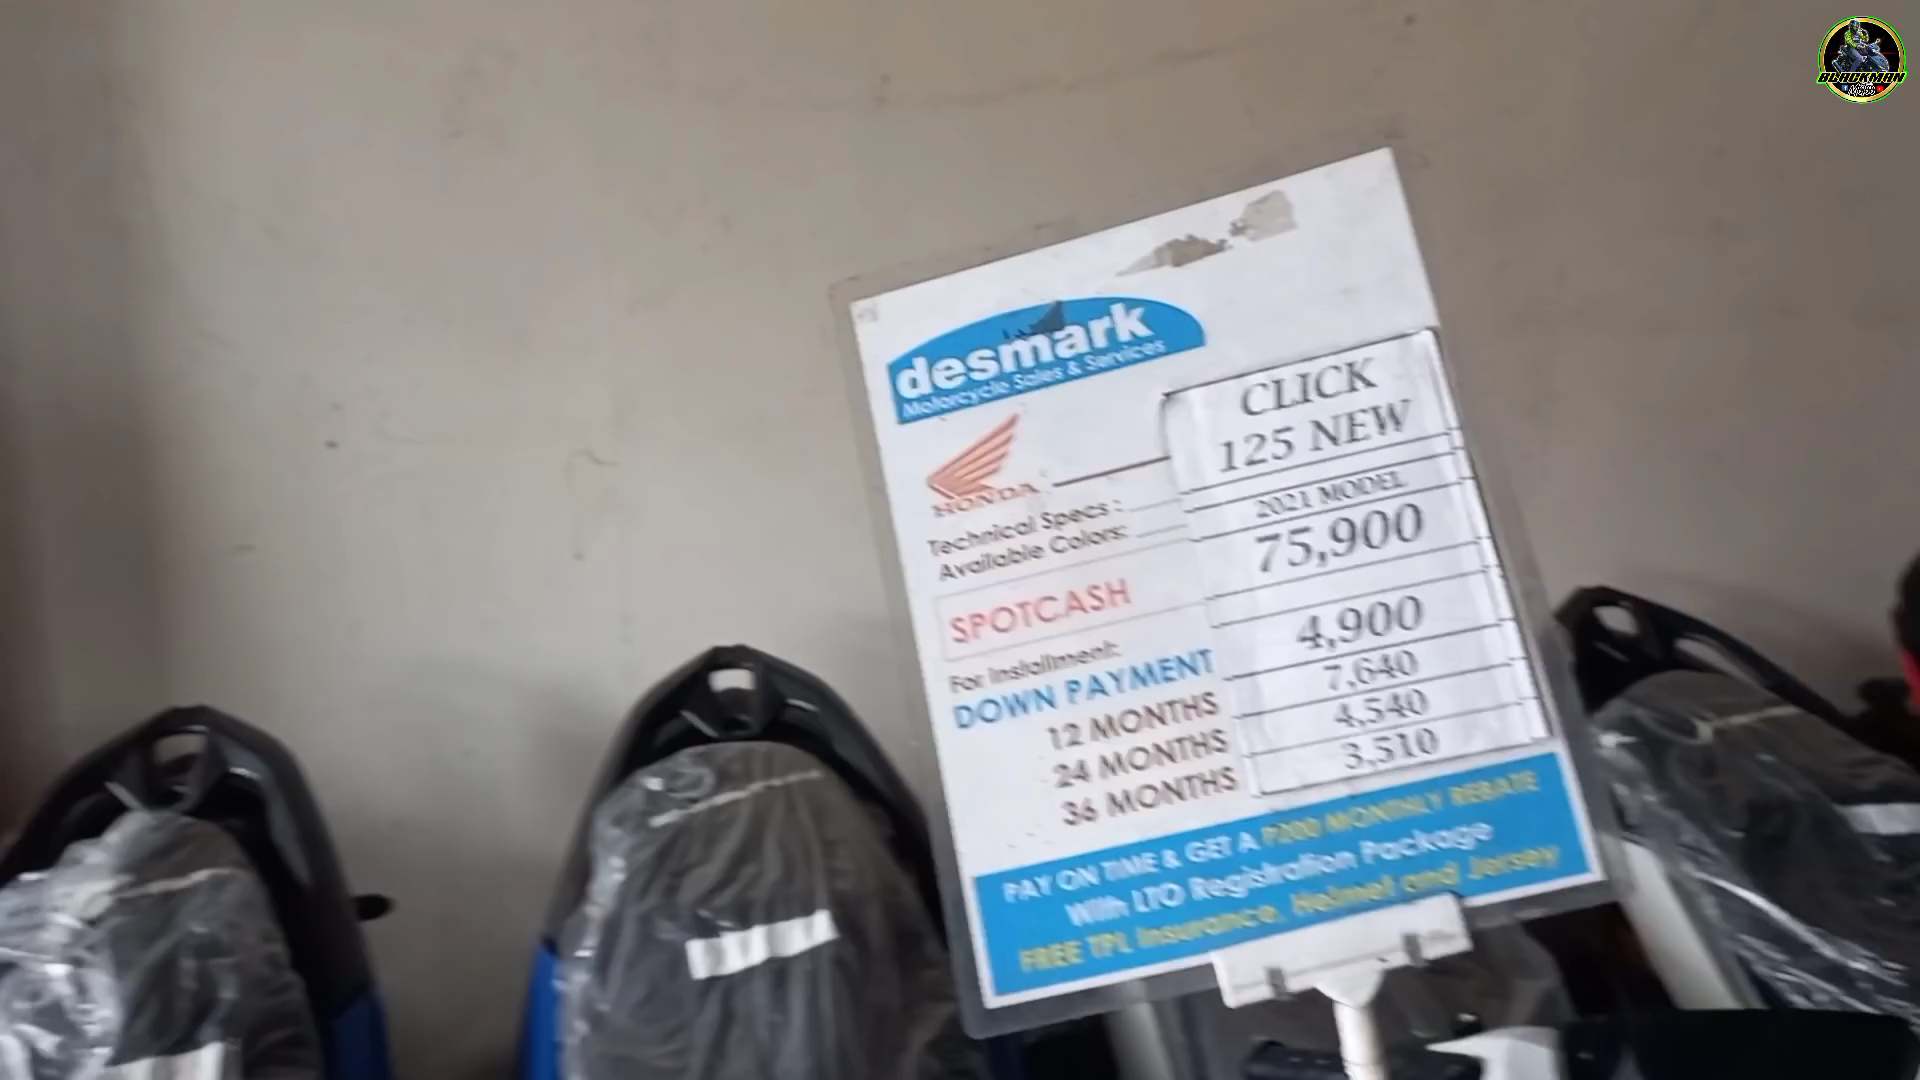 BLACKMAN
desmark
Motorcycle Sales & Services
HONDA
CLICK
125 NEW
Technical Specs :
2021 MODEL
Available Colors:
SPOTCASH
75,900
For Installment:
DOWN PAYMENT 4,900
12 MONTHS 7,640
24 MONTHS 4,540
36 MONTHS 3,510
PAY ON TIME & GET A P200 MONTHLY REBATE
With LTO Registration Package
FREE TPL Insurance, Helmet and Jersey